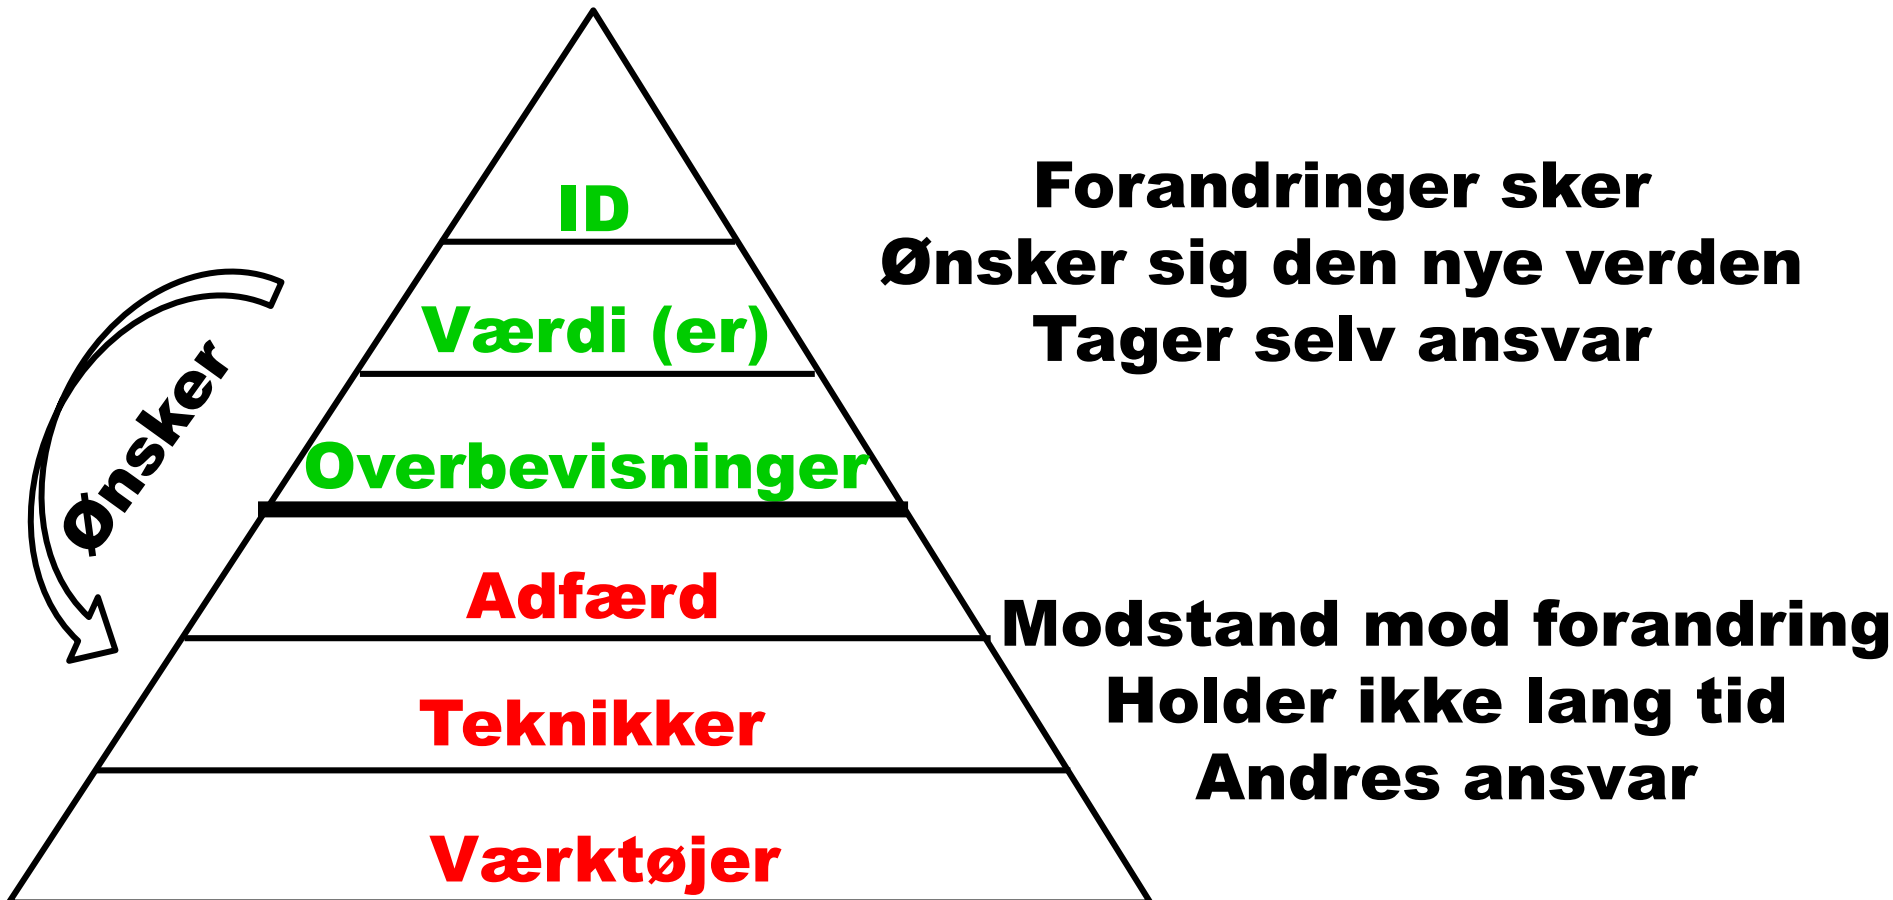 ID
Værdi (er)
Overbevisninger
Adfærd
Teknikker
Værktøjer
Ønsker
Forandringer sker
Ønsker sig den nye verden
Tager selv ansvar
Modstand mod forandring
Holder ikke lang tid
Andres ansvar